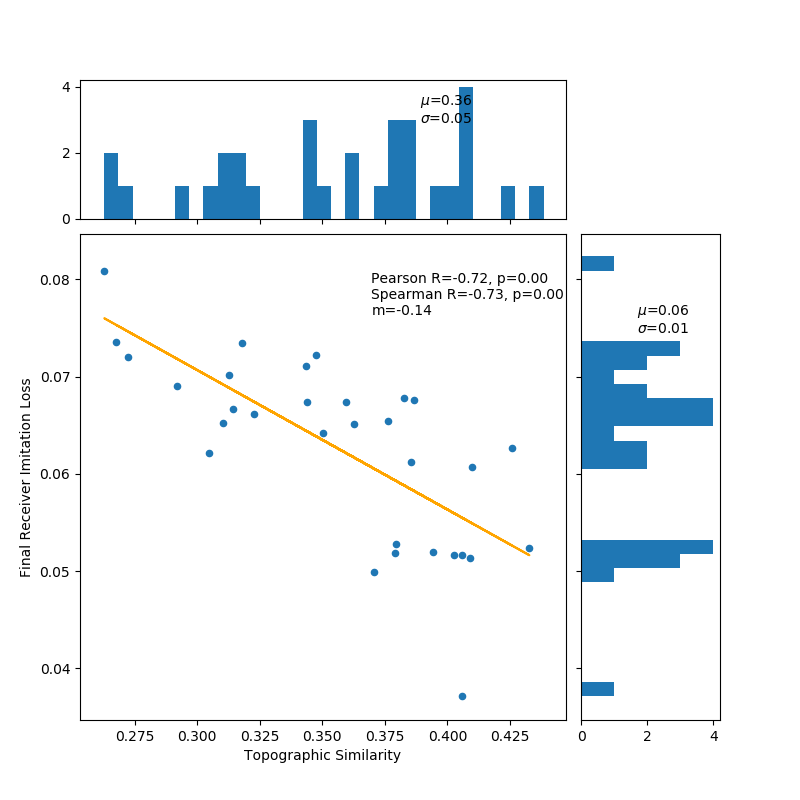 4
2
0
μ=0.36
σ=0.05
0.08
0.07
0.06
0.05
0.04
Final Receiver Imitation Loss
Pearson R=-0.72, p=0.00
Spearman R=-0.73, p=0.00
m=-0.14
0.275 0.300 0.325 0.350 0.375 0.400 0.425
Topographic Similarity
μ=0.06
σ=0.01
0 2 4